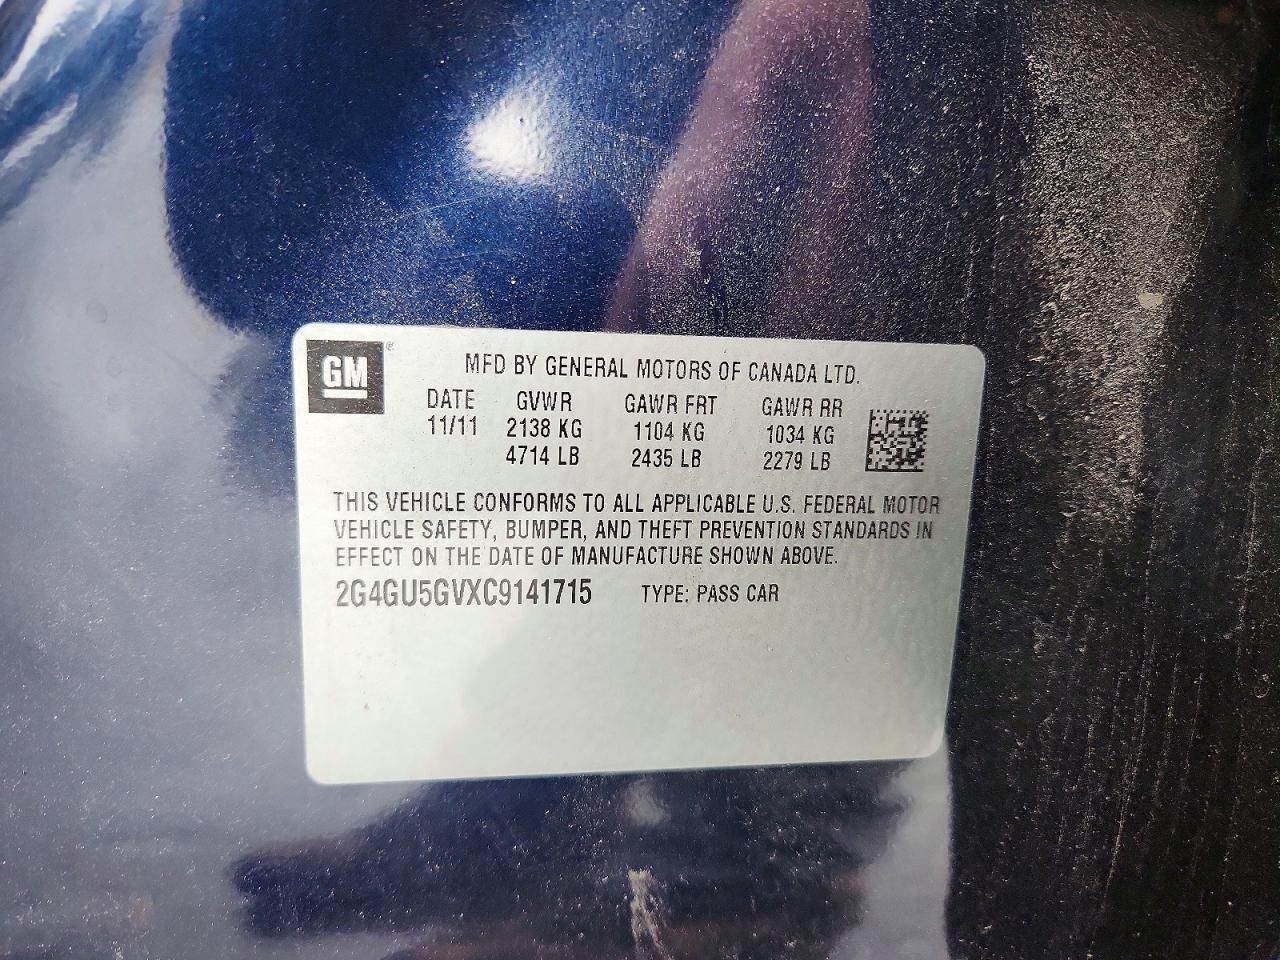 GM ®
MFD BY GENERAL MOTORS OF CANADA LTD.
DATE GVWR GAWR FRT GAWR RR
11/11 2138 KG 1104 KG 1034 KG
4714 LB 2435 LB 2279 LB
THIS VEHICLE CONFORMS TO ALL APPLICABLE U.S. FEDERAL MOTOR
VEHICLE SAFETY, BUMPER, AND THEFT PREVENTION STANDARDS IN
EFFECT ON THE DATE OF MANUFACTURE SHOWN ABOVE.
2G4GU5GVXC9141715 TYPE: PASS CAR